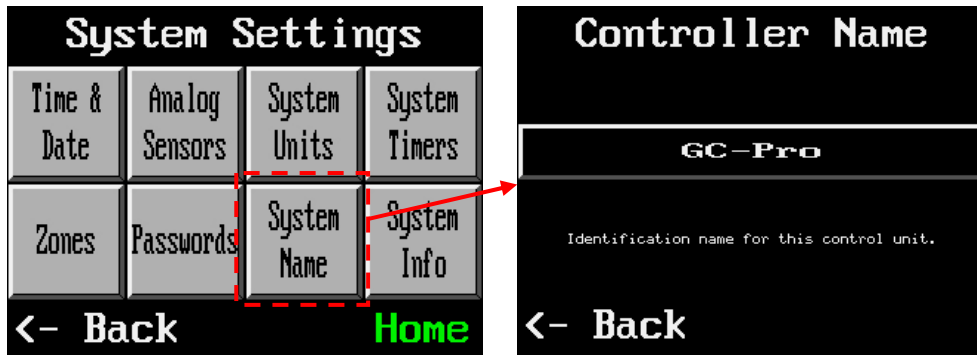 System Settings
Time &
Date
Analog
Sensors
System
Units
System
Timers
Zones
Passwords
System
Name
System
Info
<- Back
Home
Controller Name
GC-Pro
Identification name for this control unit.
<- Back